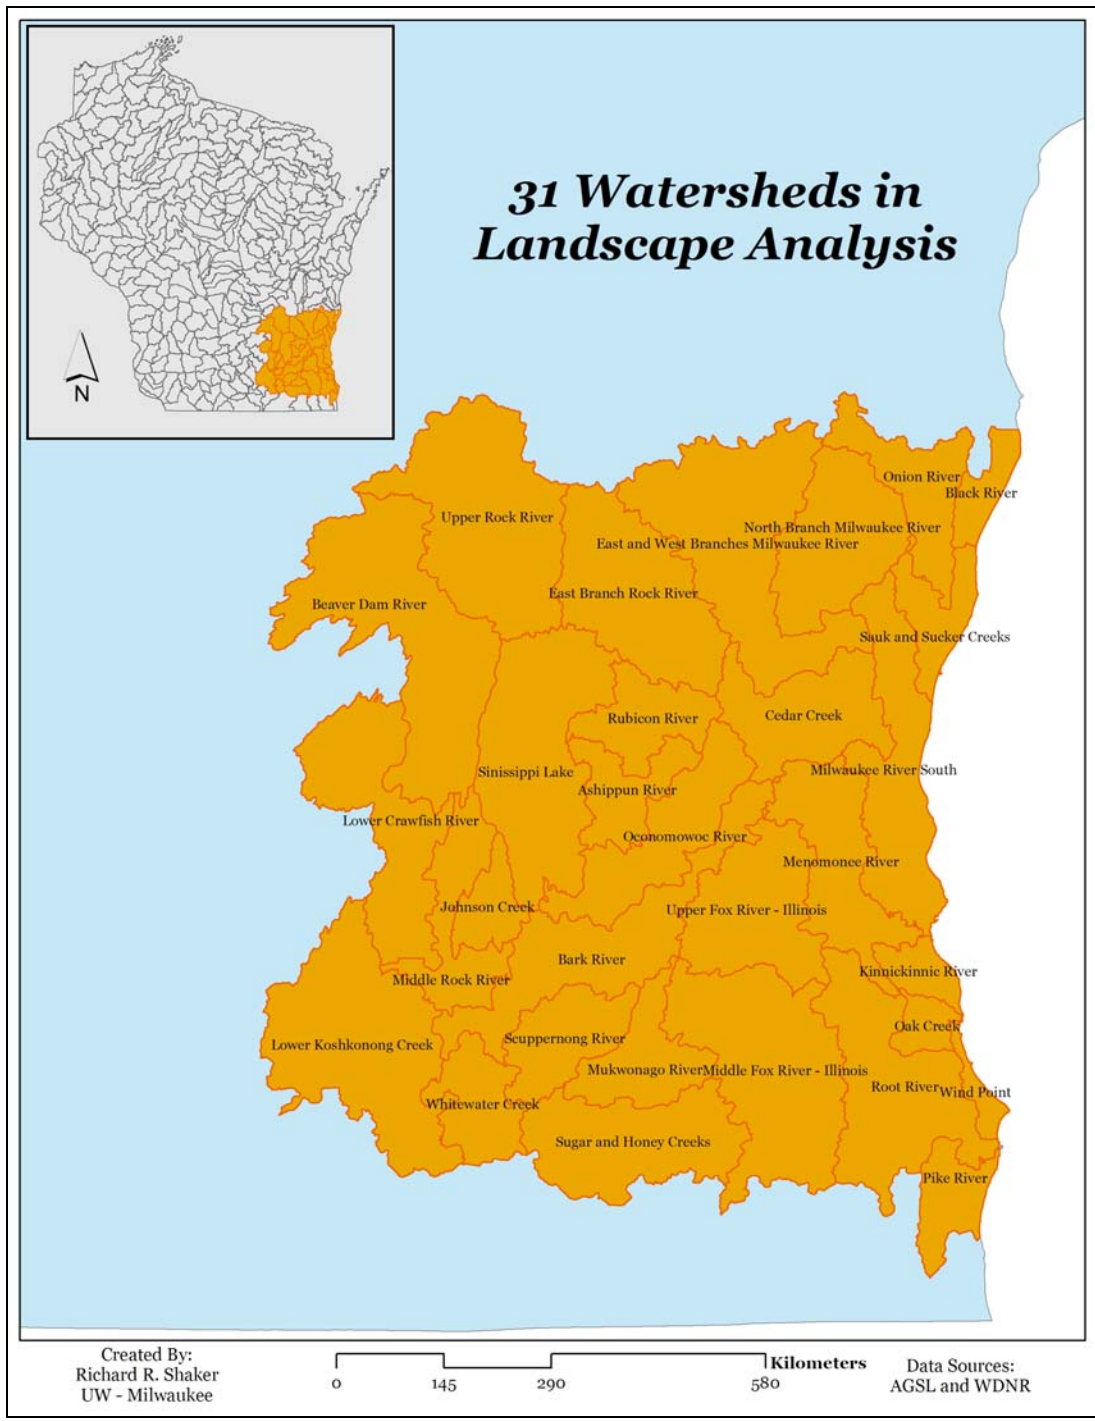 N
31 Watersheds in
Landscape Analysis
Onion River
Black River
Upper Rock River
North Branch Milwaukee River
East and West Branches Milwaukee River
East Branch Rock River
Beaver Dam River
Sauk and Sucker Creeks
Cedar Creek
Rubicon River
Milwaukee River South
Sinissippi Lake
Ashippun River
Lower Crawfish River
Oconomowoc River
Menomonee River
Johnson Creek
Upper Fox River - Illinois
Bark River
Kinnickinnic River
Middle Rock River
Oak Creek
Scuppernong River
Lower Koshkonong Creek
Mukwonago River
Middle Fox River - Illinois
Root River
Wind Point
Whitewater Creek
Sugar and Honey Creeks
Pike River
Created By:
Richard R. Shaker
UW - Milwaukee
Kilometers
0 145 290 580
Data Sources:
AGSL and WDNR